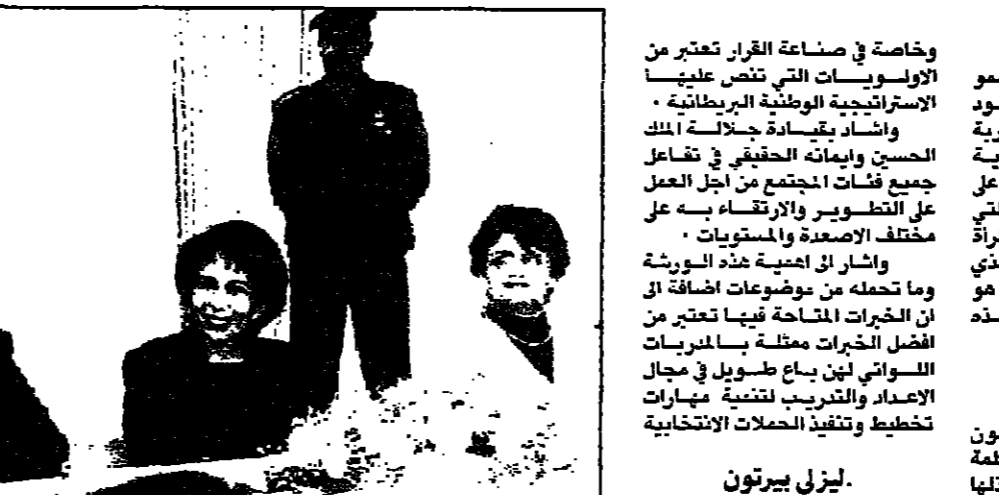 وخاصة في صناعة القرار تعتبر من
الاولويات التي تنص عليها
الاستراتيجية الوطنية البريطانية .
واشاد بقيادة جلالة الملك
الحسين وايمانه الحقيقي في تفاعل
جميع فئات المجتمع من اجل العمل
على التطوير والارتقاء به على
مختلف الاصعدة والمستويات .
واشار الى اهمية هذه الورشة
وما تحمله من موضوعات اضافة الى
ان الخبرات المتاحة فيها تعتبر من
افضل الخبرات ممثلة بالمدربات
اللواتي لهن باع طويل في مجال
الاعداد والتدريب لتنمية مهارات
تخطيط وتنفيذ الحملات الانتخابية
.ليزلي بيرتون